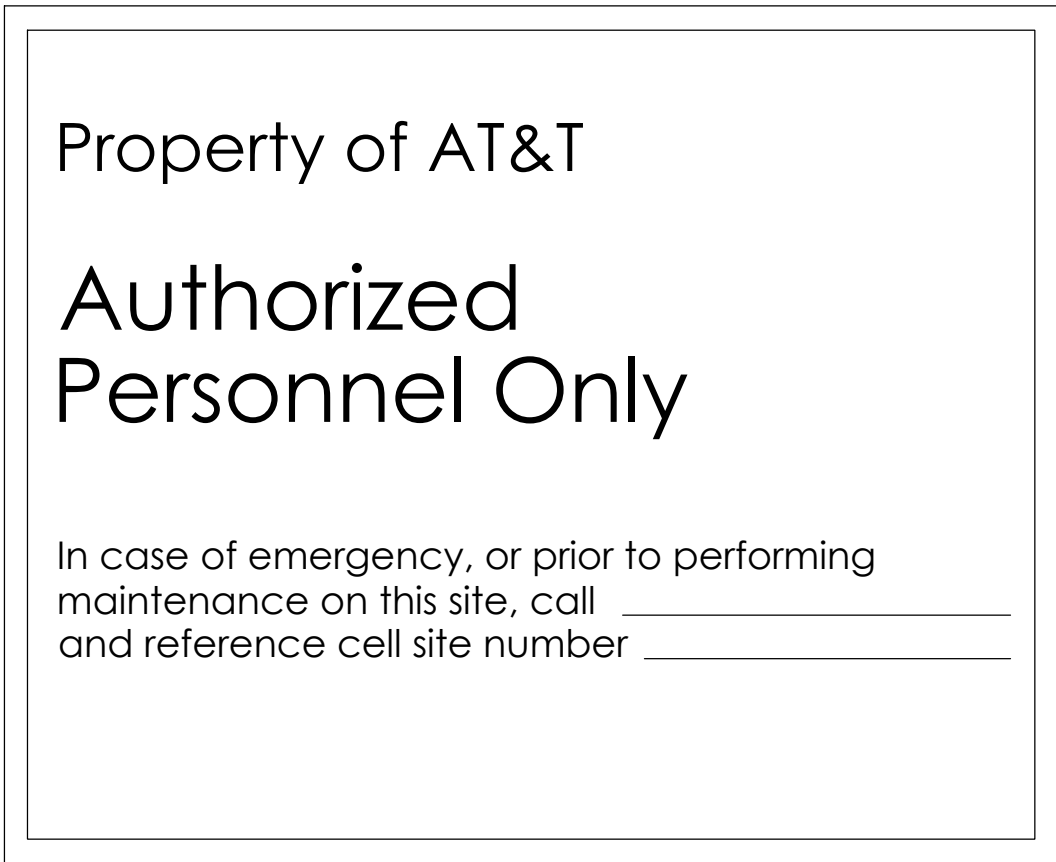 Property of AT&T
Authorized
Personnel Only
In case of emergency, or prior to performing
maintenance on this site, call
and reference cell site number